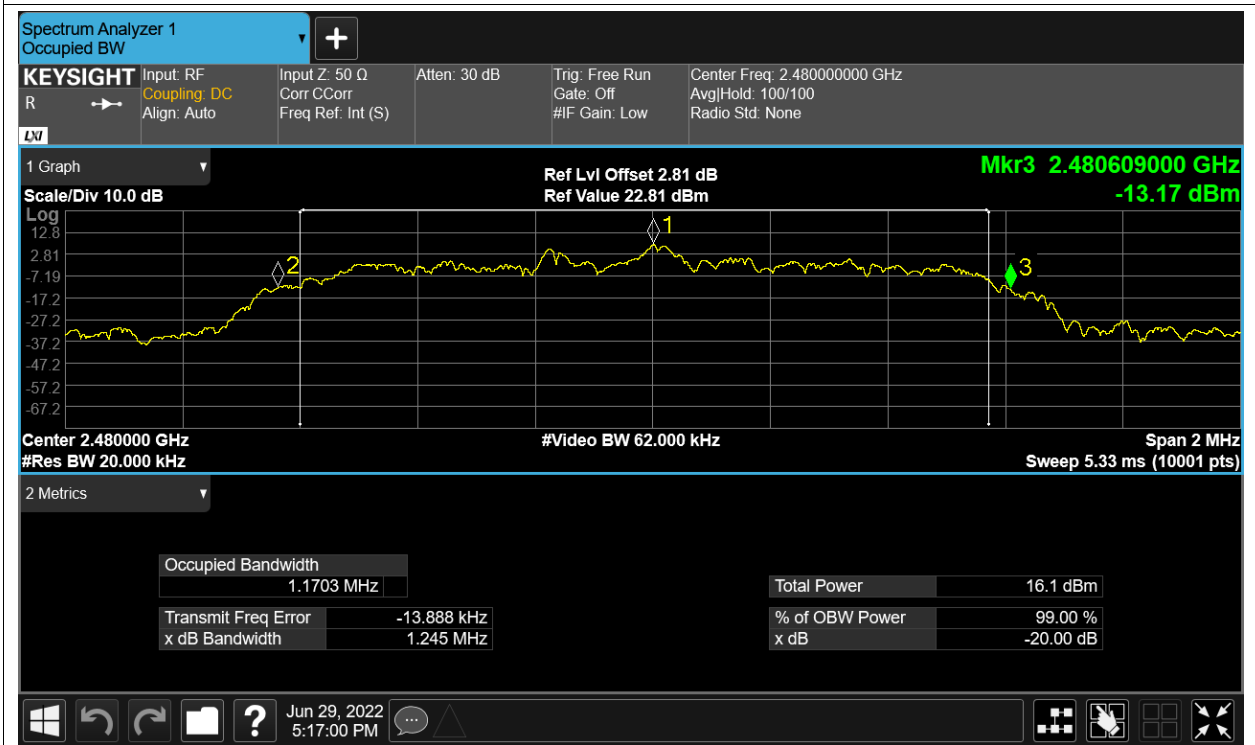 Spectrum Analyzer 1
Occupied BW
KEYSIGHT
R
LXI
Input: RF
Coupling: DC
Align: Auto
Input Z: 50 Ω
Corr CCorr
Freq Ref: Int (S)
Atten: 30 dB
Trig: Free Run
Gate: Off
#IF Gain: Low
Center Freq: 2.480000000 GHz
Avg|Hold: 100/100
Radio Std: None
1 Graph
Scale/Div 10.0 dB
Ref Lvl Offset 2.81 dB
Ref Value 22.81 dBm
Mkr3 2.480609000 GHz
-13.17 dBm
Log
12.8
2.81
-7.19
-17.2
-27.2
-37.2
-47.2
-57.2
-67.2
1
2
3
Center 2.480000 GHz
#Res BW 20.000 kHz
#Video BW 62.000 kHz
Span 2 MHz
Sweep 5.33 ms (10001 pts)
2 Metrics
Occupied Bandwidth
1.1703 MHz
Transmit Freq Error -13.888 kHz
x dB Bandwidth 1.245 MHz
Total Power 16.1 dBm
% of OBW Power 99.00 %
x dB -20.00 dB
?
Jun 29, 2022
5:17:00 PM